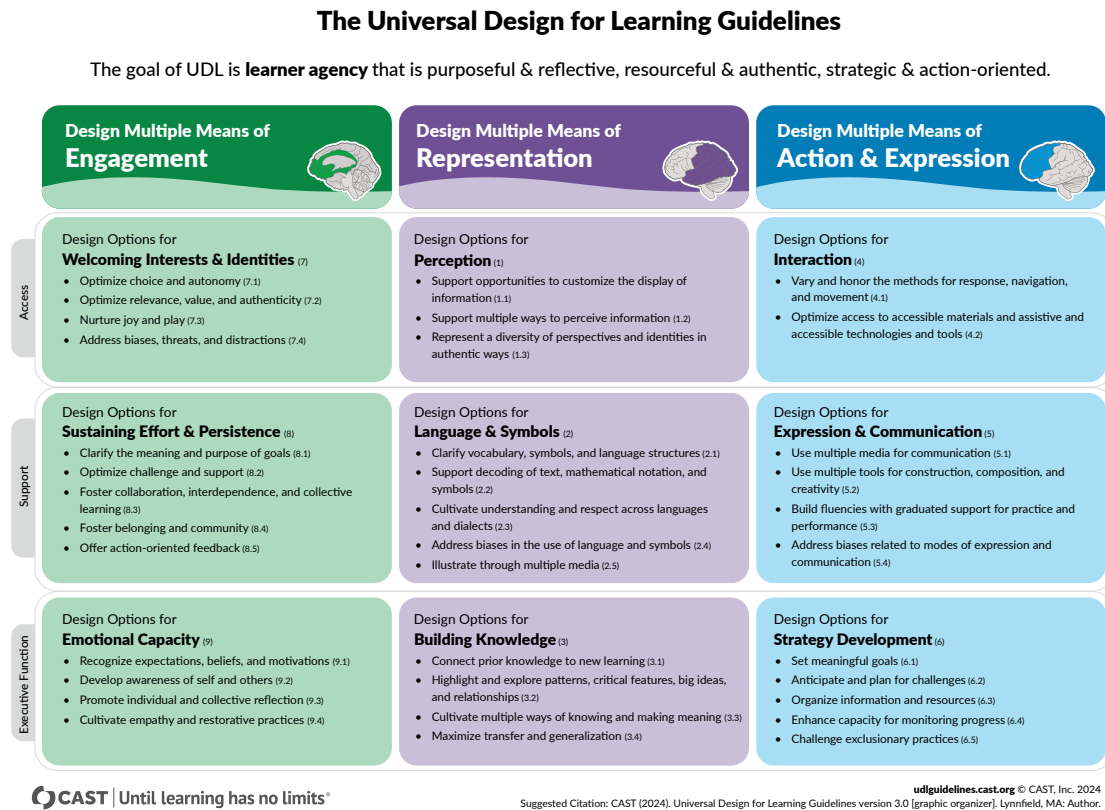 The Universal Design for Learning Guidelines
The goal of UDL is learner agency that is purposeful & reflective, resourceful & authentic, strategic & action-oriented.
Design Multiple Means of
Engagement
Design Multiple Means of
Representation
Design Multiple Means of
Action & Expression
Access
Design Options for
Welcoming Interests & Identities (7)
• Optimize choice and autonomy (7.1)
• Optimize relevance, value, and authenticity (7.2)
• Nurture joy and play (7.3)
• Address biases, threats, and distractions (7.4)
Design Options for
Perception (1)
• Support opportunities to customize the display of
information (1.1)
• Support multiple ways to perceive information (1.2)
• Represent a diversity of perspectives and identities in
authentic ways (1.3)
Design Options for
Interaction (4)
• Vary and honor the methods for response, navigation,
and movement (4.1)
• Optimize access to accessible materials and assistive and
accessible technologies and tools (4.2)
Support
Design Options for
Sustaining Effort & Persistence (8)
• Clarify the meaning and purpose of goals (8.1)
• Optimize challenge and support (8.2)
• Foster collaboration, interdependence, and collective
learning (8.3)
• Foster belonging and community (8.4)
• Offer action-oriented feedback (8.5)
Design Options for
Language & Symbols (2)
• Clarify vocabulary, symbols, and language structures (2.1)
• Support decoding of text, mathematical notation, and
symbols (2.2)
• Cultivate understanding and respect across languages
and dialects (2.3)
• Address biases in the use of language and symbols (2.4)
• Illustrate through multiple media (2.5)
Design Options for
Expression & Communication (5)
• Use multiple media for communication (5.1)
• Use multiple tools for construction, composition, and
creativity (5.2)
• Build fluencies with graduated support for practice and
performance (5.3)
• Address biases related to modes of expression and
communication (5.4)
Executive Function
Design Options for
Emotional Capacity (9)
• Recognize expectations, beliefs, and motivations (9.1)
• Develop awareness of self and others (9.2)
• Promote individual and collective reflection (9.3)
• Cultivate empathy and restorative practices (9.4)
Design Options for
Building Knowledge (3)
• Connect prior knowledge to new learning (3.1)
• Highlight and explore patterns, critical features, big ideas,
and relationships (3.2)
• Cultivate multiple ways of knowing and making meaning (3.3)
• Maximize transfer and generalization (3.4)
Design Options for
Strategy Development (6)
• Set meaningful goals (6.1)
• Anticipate and plan for challenges (6.2)
• Organize information and resources (6.3)
• Enhance capacity for monitoring progress (6.4)
• Challenge exclusionary practices (6.5)
CAST | Until learning has no limits®
udlguidelines.cast.org © CAST, Inc. 2024
Suggested Citation: CAST (2024). Universal Design for Learning Guidelines version 3.0 [graphic organizer]. Lynnfield, MA: Author.